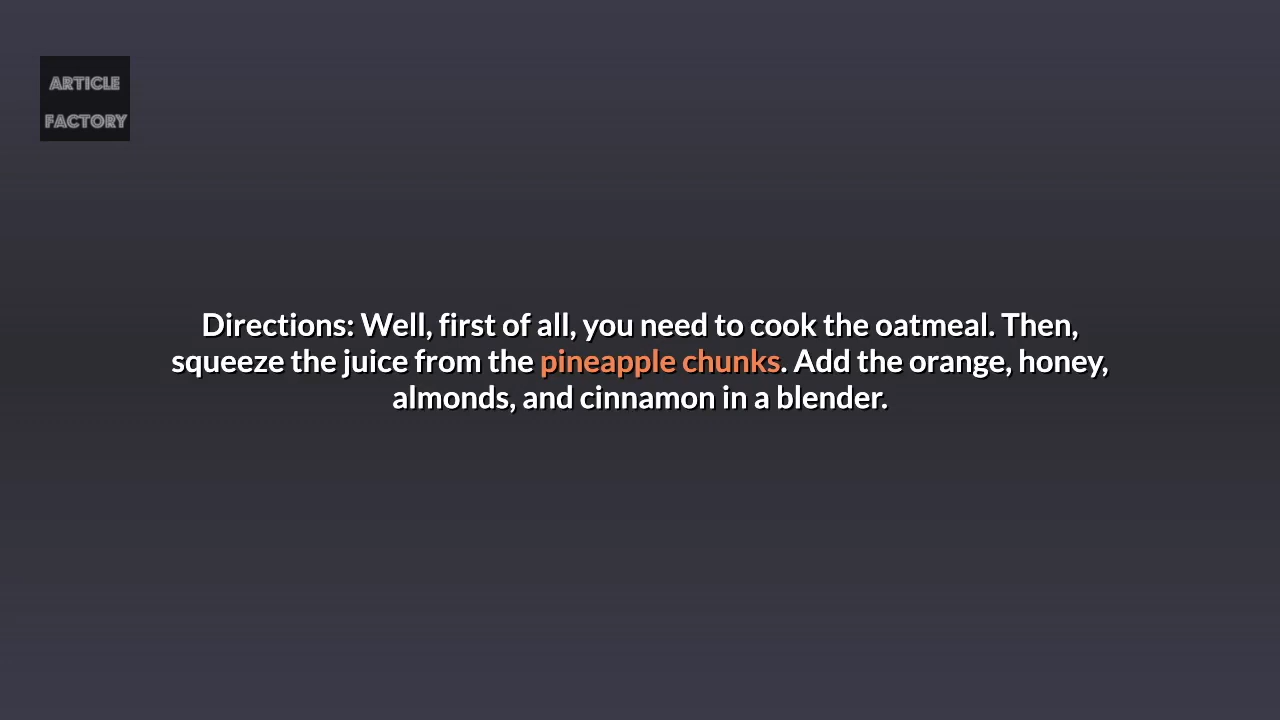 ARTICLE
FACTORY
Directions: Well, first of all, you need to cook the oatmeal. Then,
squeeze the juice from the pineapple chunks. Add the orange, honey,
almonds, and cinnamon in a blender.